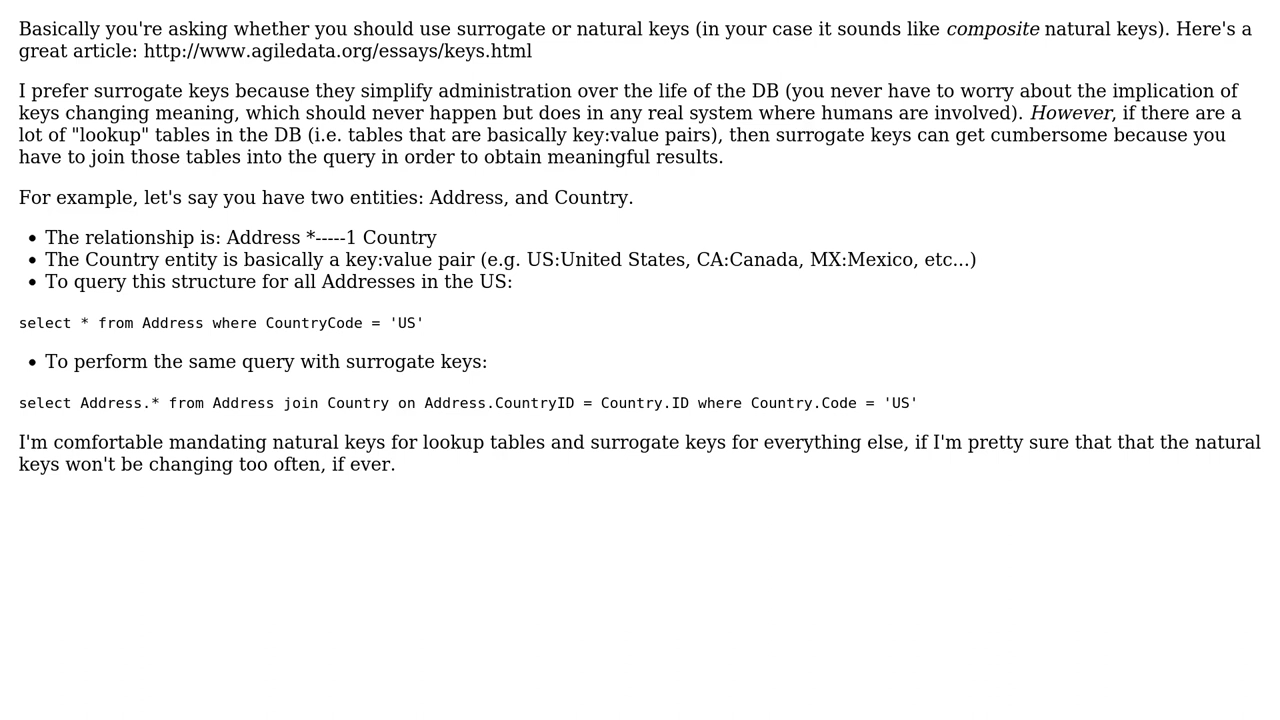 Basically you're asking whether you should use surrogate or natural keys (in your case it sounds like composite natural keys). Here's a
great article: http://www.agiledata.org/essays/keys.html
I prefer surrogate keys because they simplify administration over the life of the DB (you never have to worry about the implication of
keys changing meaning, which should never happen but does in any real system where humans are involved). However, if there are a
lot of "lookup" tables in the DB (i.e. tables that are basically key:value pairs), then surrogate keys can get cumbersome because you
have to join those tables into the query in order to obtain meaningful results.
For example, let's say you have two entities: Address, and Country.
• The relationship is: Address *-----1 Country
• The Country entity is basically a key:value pair (e.g. US:United States, CA:Canada, MX:Mexico, etc...)
• To query this structure for all Addresses in the US:
select * from Address where CountryCode = 'US'
• To perform the same query with surrogate keys:
select Address.* from Address join Country on Address.CountryID = Country.ID where Country.Code = 'US'
I'm comfortable mandating natural keys for lookup tables and surrogate keys for everything else, if I'm pretty sure that that the natural
keys won't be changing too often, if ever.